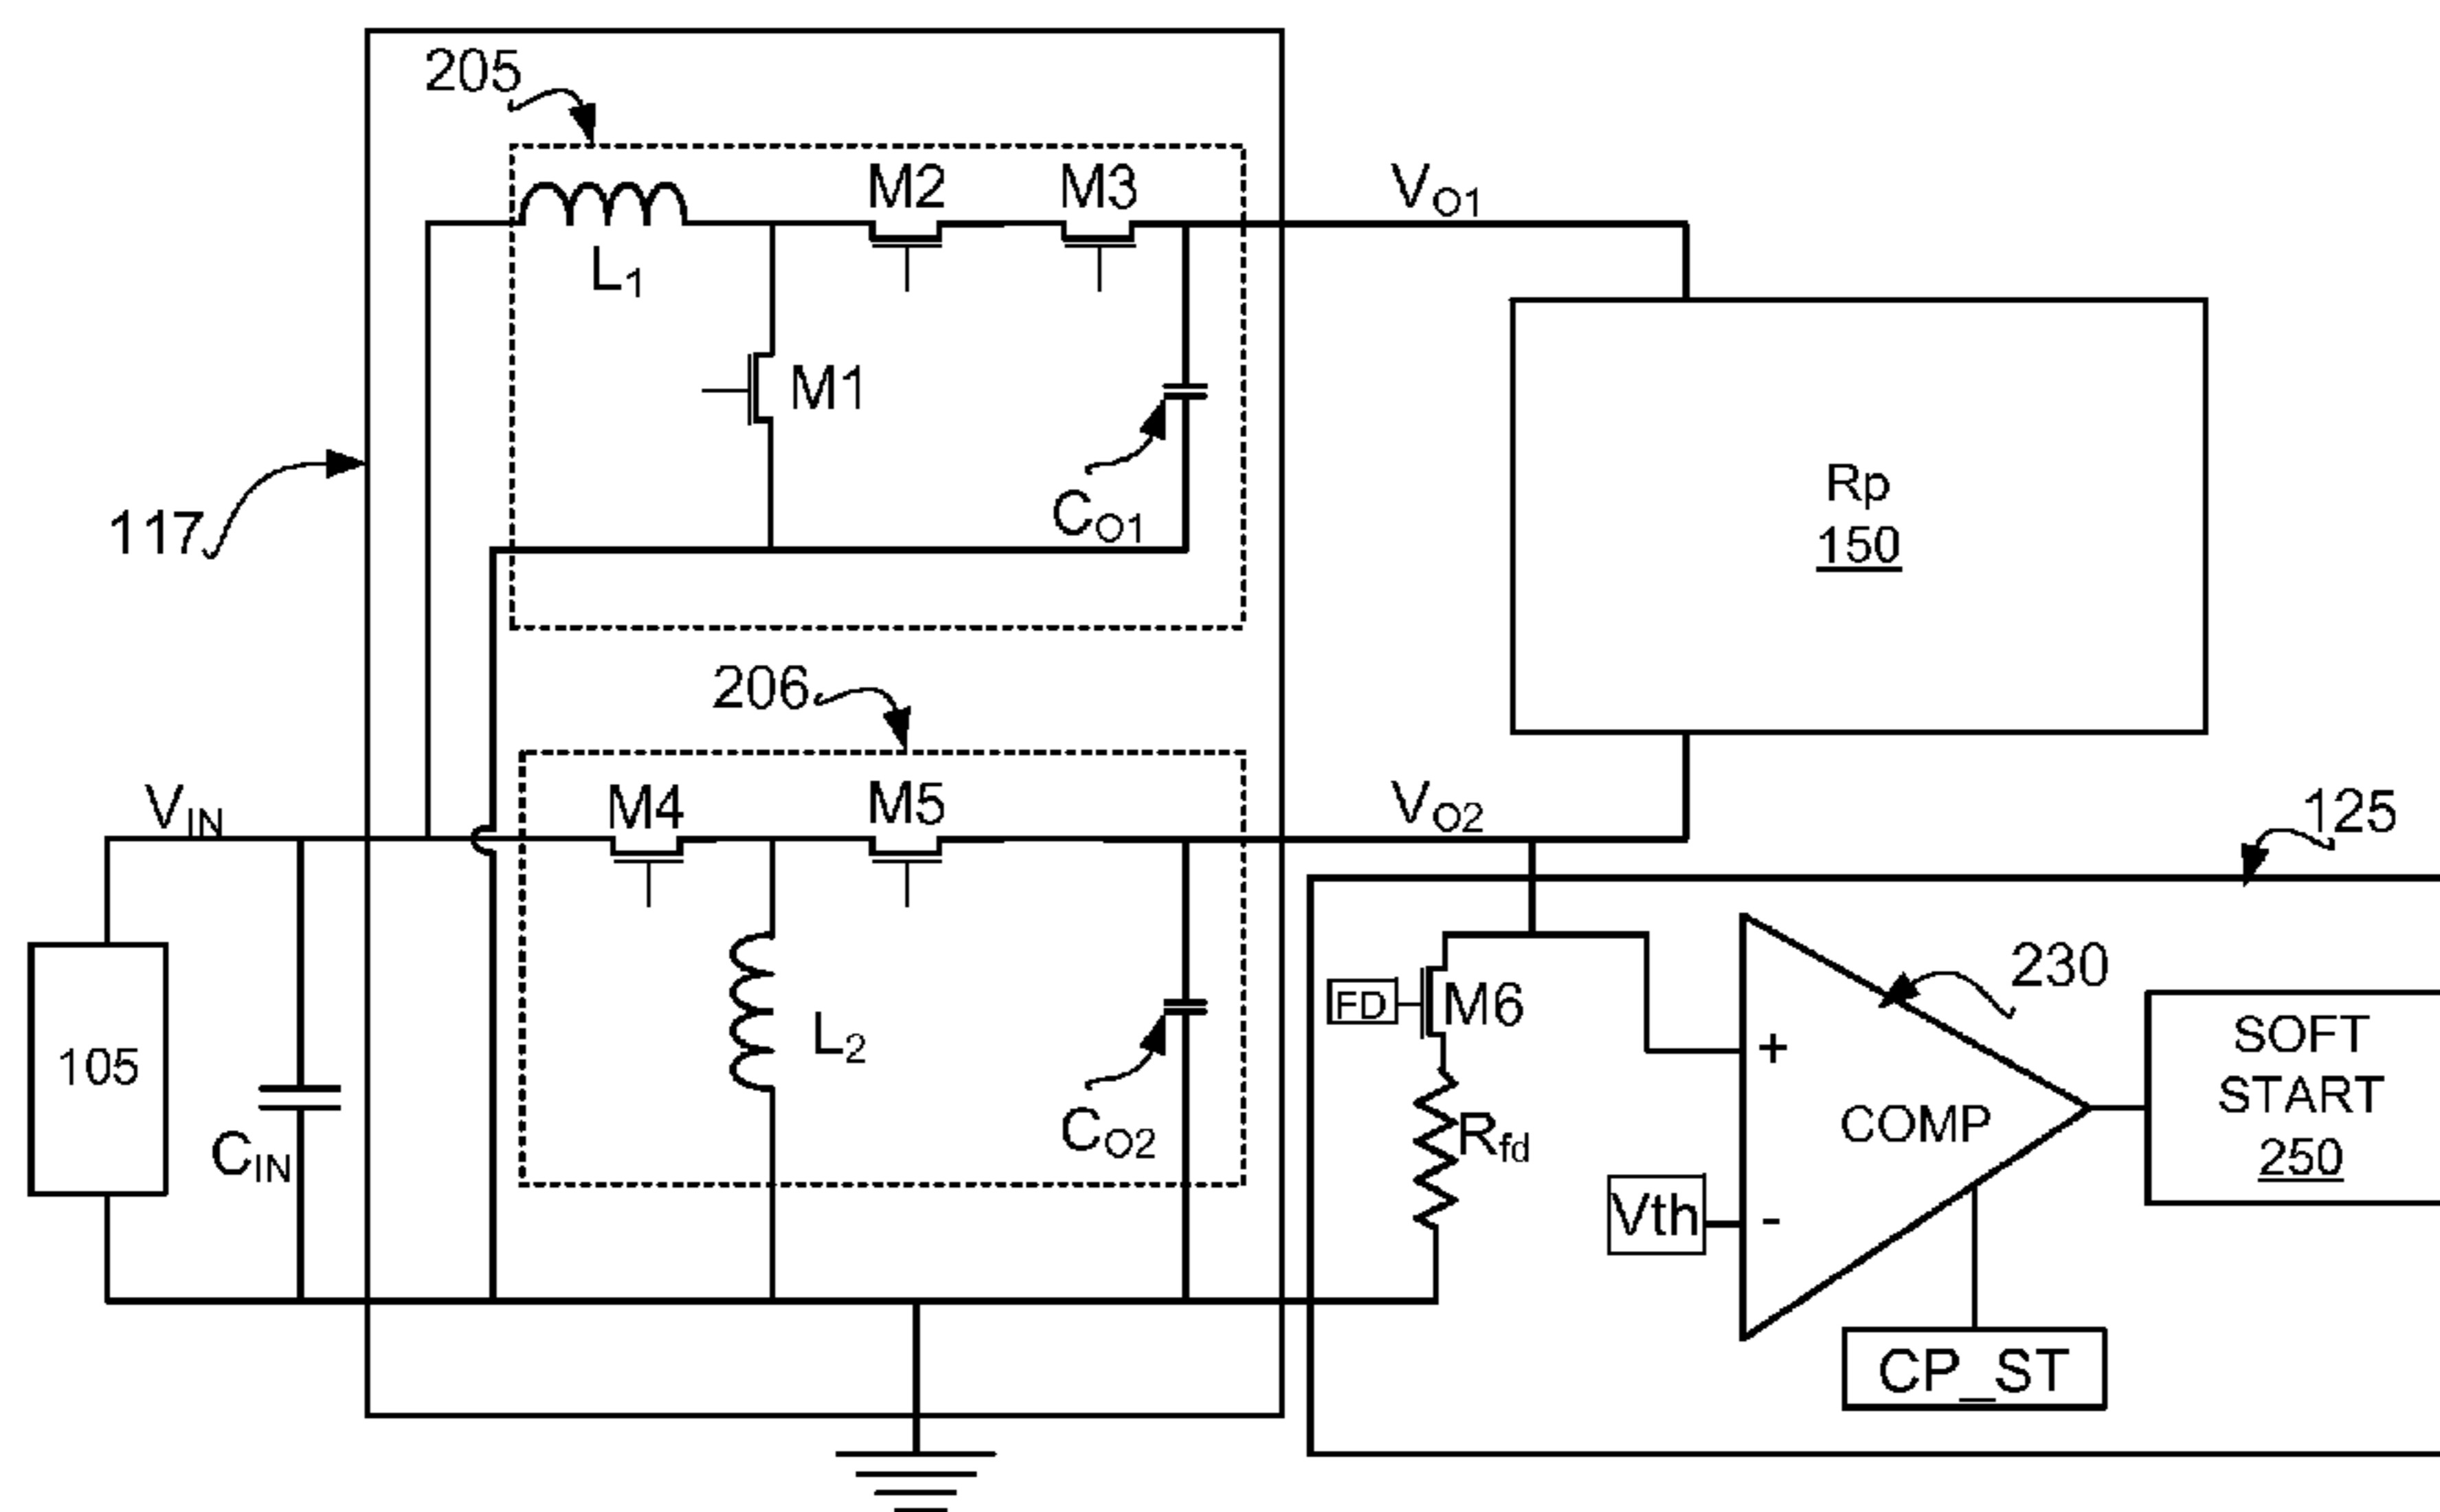 205
M2
M3
VO1
L1
M1
CO1
117
Rp
150
206
VIN
M4
M5
VO2
125
230
FD
M6
SOFT
START
250
105
L2
CO2
CIN
Rfd
+
COMP
Vth
-
CP_ST